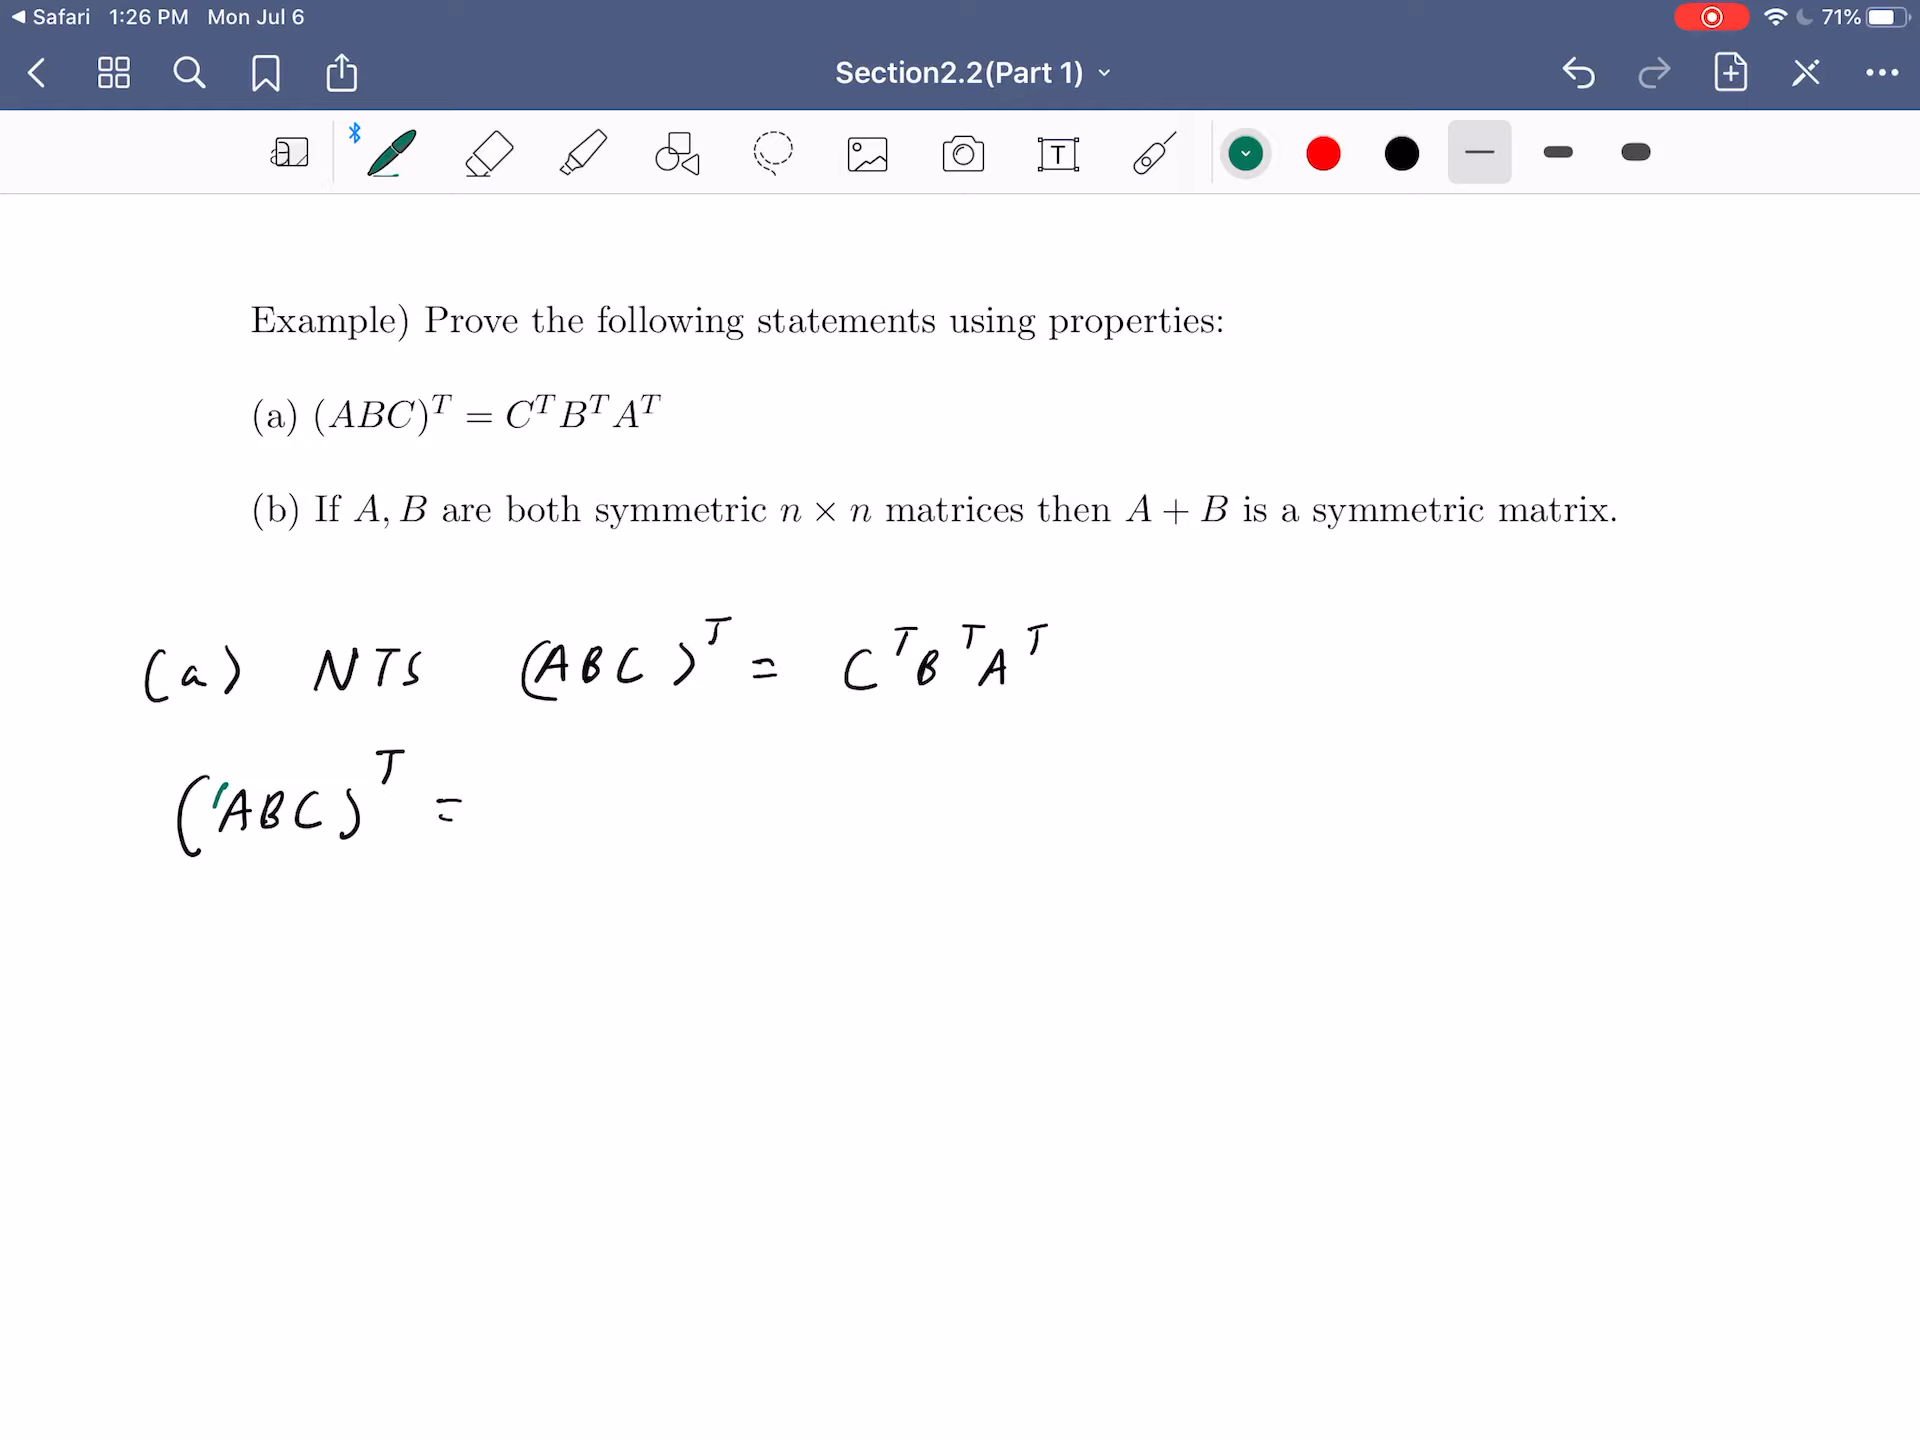 Safari 1:26 PM Mon Jul 6 71%
Section2.2(Part 1)
a T
Example) Prove the following statements using properties:
(a) (ABC)^T = C^T B^T A^T
(b) If A, B are both symmetric n × n matrices then A + B is a symmetric matrix.
(a) NTS (ABC)^T = C^T B^T A^T
((ABC)^T =